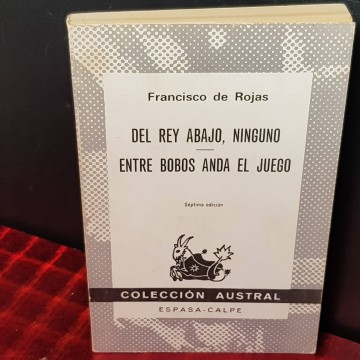 Francisco de Rojas
DEL REY ABAJO, NINGUNO
ENTRE BOBOS ANDA EL JUEGO
Séptima edición
COLECCIÓN AUSTRAL
ESPASA-CALPE